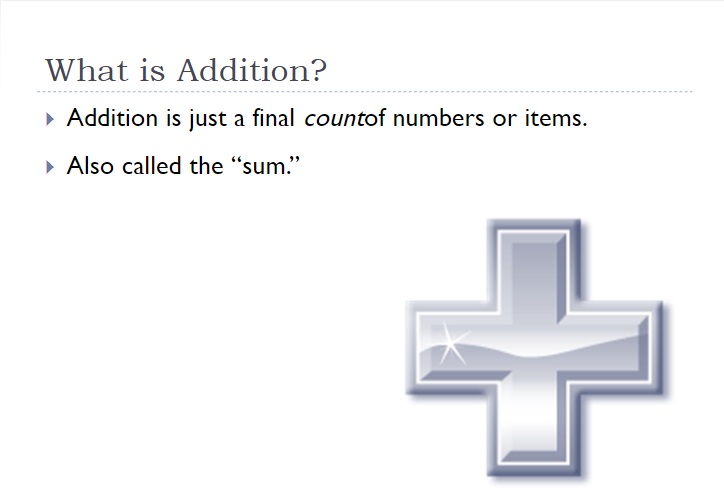 What is Addition?
Addition is just a final countof numbers or items.
Also called the “sum.”